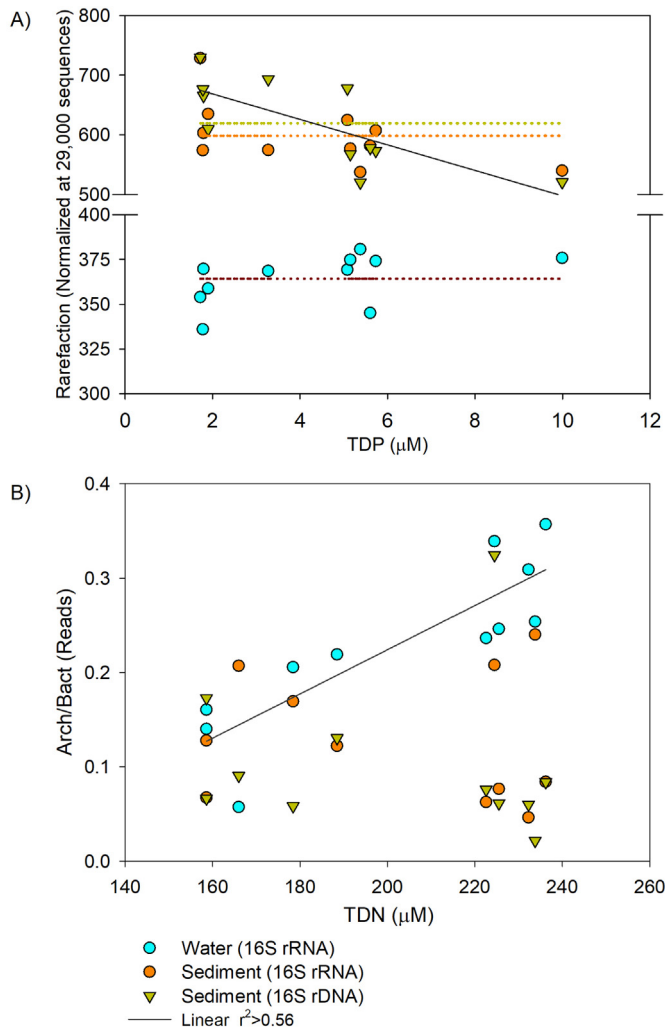 A)
Rarefaction (Normalized at 29,000 sequences)
800
700
600
500
400
375
350
325
300
0 2 4 6 8 10 12
TDP (μM)
B)
Arch/Bact (Reads)
0.4
0.3
0.2
0.1
0.0
140 160 180 200 220 240 260
TDN (μM)
Water (16S rRNA)
Sediment (16S rRNA)
Sediment (16S rDNA)
Linear r²>0.56